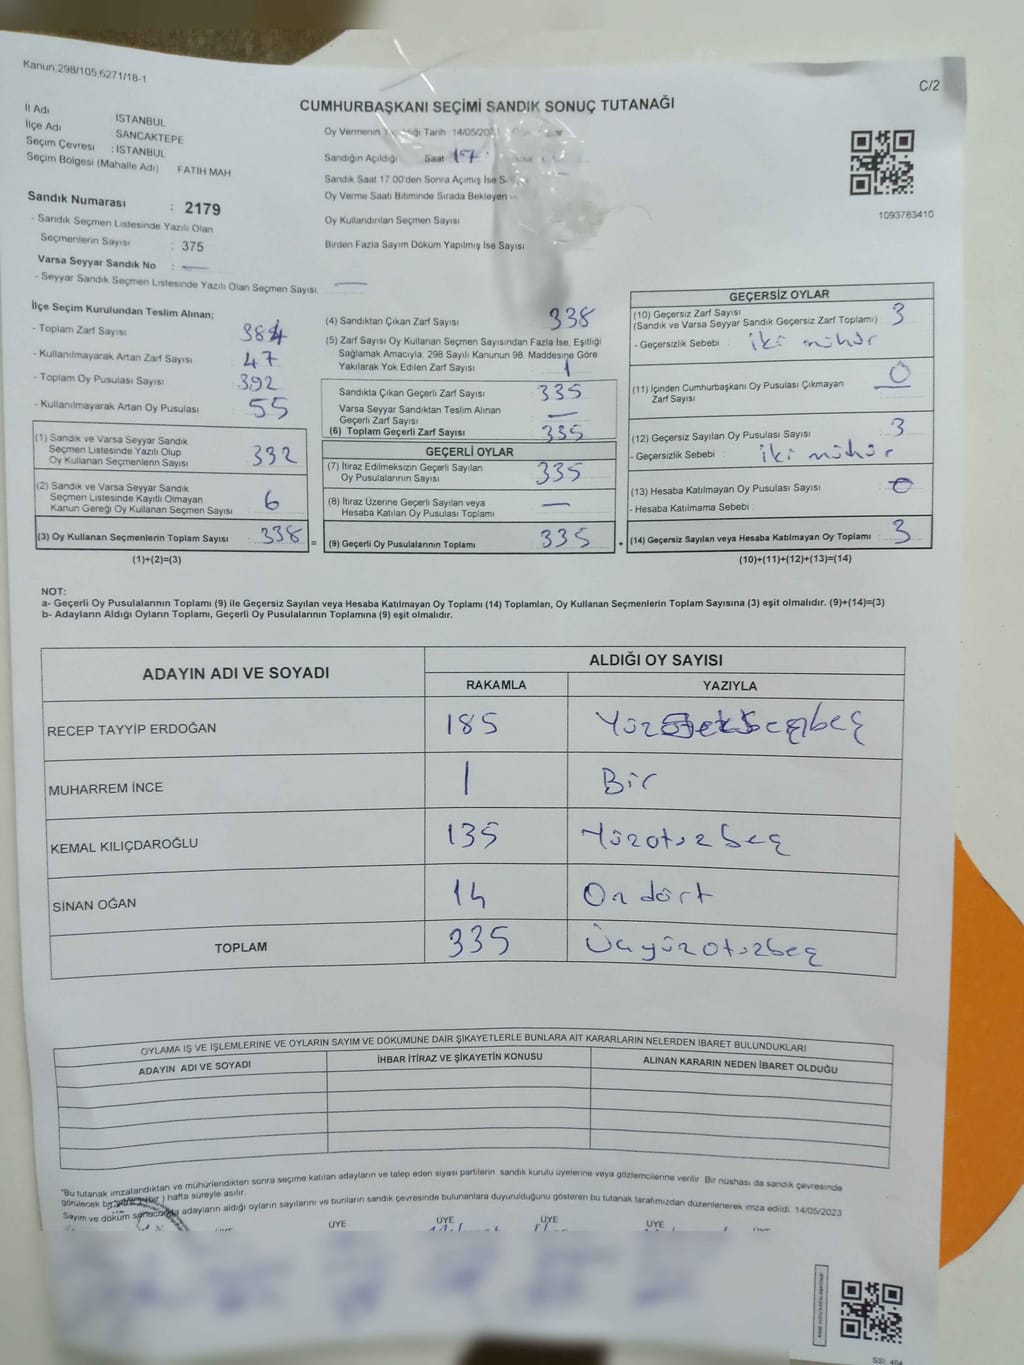 Kanun.298/105,6271/18-1
C/2
CUMHURBAŞKANI SEÇİMİ SANDIK SONUÇ TUTANAĞI
İl Adı İSTANBUL
İlçe Adı SANCAKTEPE
Seçim Çevresi : İSTANBUL
Seçim Bölgesi (Mahalle Adı) FATİH MAH
Sandık Numarası : 2179
- Sandık Seçmen Listesinde Yazılı Olan
Seçmenlerin Sayısı : 375
Varsa Seyyar Sandık No : —
- Seyyar Sandık Seçmen Listesinde Yazılı Olan Seçmen Sayısı. —
Oy Vermenin Tarih 14/05/202
Sandığın Açıldığı Saat 17
Sandık Saat 17.00'den Sonra Açılmış İse
Oy Verme Saati Bitiminde Sırada Bekleyen
Oy Kullandırılan Seçmen Sayısı
Birden Fazla Sayım Döküm Yapılmış İse Sayısı
1093763410
İlçe Seçim Kurulundan Teslim Alınan;
- Toplam Zarf Sayısı 384
- Kullanılmayarak Artan Zarf Sayısı 47
- Toplam Oy Pusulası Sayısı 392
- Kullanılmayarak Artan Oy Pusulası 55
(1) Sandık ve Varsa Seyyar Sandık
Seçmen Listesinde Yazılı Olup
Oy Kullanan Seçmenlerin Sayısı 332
(2) Sandık ve Varsa Seyyar Sandık
Seçmen Listesinde Kayıtlı Olmayan
Kanun Gereği Oy Kullanan Seçmen Sayısı 6
(3) Oy Kullanan Seçmenlerin Toplam Sayısı : 338
(1)+(2)=(3)
(4) Sandıktan Çıkan Zarf Sayısı 338
(5) Zarf Sayısı Oy Kullanan Seçmen Sayısından Fazla İse, Eşitliği
Sağlamak Amacıyla, 298 Sayılı Kanunun 98. Maddesine Göre
Yakılarak Yok Edilen Zarf Sayısı 1
Sandıkta Çıkan Geçerli Zarf Sayısı 335
Varsa Seyyar Sandıktan Teslim Alınan
Geçerli Zarf Sayısı —
(6) Toplam Geçerli Zarf Sayısı 335
GEÇERLİ OYLAR
(7) İtiraz Edilmeksizin Geçerli Sayılan
Oy Pusulalarının Sayısı 335
(8) İtiraz Üzerine Geçerli Sayılan veya
Hesaba Katılan Oy Pusulası Toplamı —
= (9) Geçerli Oy Pusulalarının Toplamı 335
GEÇERSİZ OYLAR
(10) Geçersiz Zarf Sayısı 3
(Sandık ve Varsa Seyyar Sandık Geçersiz Zarf Toplamı)
- Geçersizlik Sebebi : iki mühür
(11) İçinden Cumhurbaşkanı Oy Pusulası Çıkmayan
Zarf Sayısı 0
(12) Geçersiz Sayılan Oy Pusulası Sayısı 3
- Geçersizlik Sebebi : iki mühür
(13) Hesaba Katılmayan Oy Pusulası Sayısı 0
- Hesaba Katılmama Sebebi :
+ (14) Geçersiz Sayılan veya Hesaba Katılmayan Oy Toplamı : 3
(10)+(11)+(12)+(13)=(14)
NOT:
a- Geçerli Oy Pusulalarının Toplamı (9) ile Geçersiz Sayılan veya Hesaba Katılmayan Oy Toplamı (14) Toplamları, Oy Kullanan Seçmenlerin Toplam Sayısına (3) eşit olmalıdır. (9)+(14)=(3)
b- Adayların Aldığı Oyların Toplamı, Geçerli Oy Pusulalarının Toplamına (9) eşit olmalıdır.
ADAYIN ADI VE SOYADI ALDIĞI OY SAYISI
RAKAMLA YAZIYLA
RECEP TAYYİP ERDOĞAN 185 Yüzseksenbeş
MUHARREM İNCE 1 Bir
KEMAL KILIÇDAROĞLU 135 Yüzotuzbeş
SİNAN OĞAN 14 On dört
TOPLAM 335 Üçyüzotuzbeş
OYLAMA İŞ VE İŞLEMLERİNE VE OYLARIN SAYIM VE DÖKÜMÜNE DAİR ŞİKAYETLERLE BUNLARA AİT KARARLARIN NELERDEN İBARET BULUNDUKLARI
ADAYIN ADI VE SOYADI İHBAR İTİRAZ VE ŞİKAYETİN KONUSU ALINAN KARARIN NEDEN İBARET OLDUĞU
"Bu tutanak imzalandıktan ve mühürlendikten sonra seçime katılan adayların ve talep eden siyasi partilerin sandık kurulu üyelerine veya gözlemcilerine verilir. Bir nüshası da sandık çevresinde
görülecek bir ) hafta süreyle asılır.
Sayım ve döküm sonucunda adayların aldığı oyların sayılarını ve bunların sandık çevresinde bulunanlara duyurulduğunu gösteren bu tutanak tarafımızdan düzenlenerek imza edildi. 14/05/2023
ÜYE ÜYE ÜYE ÜYE